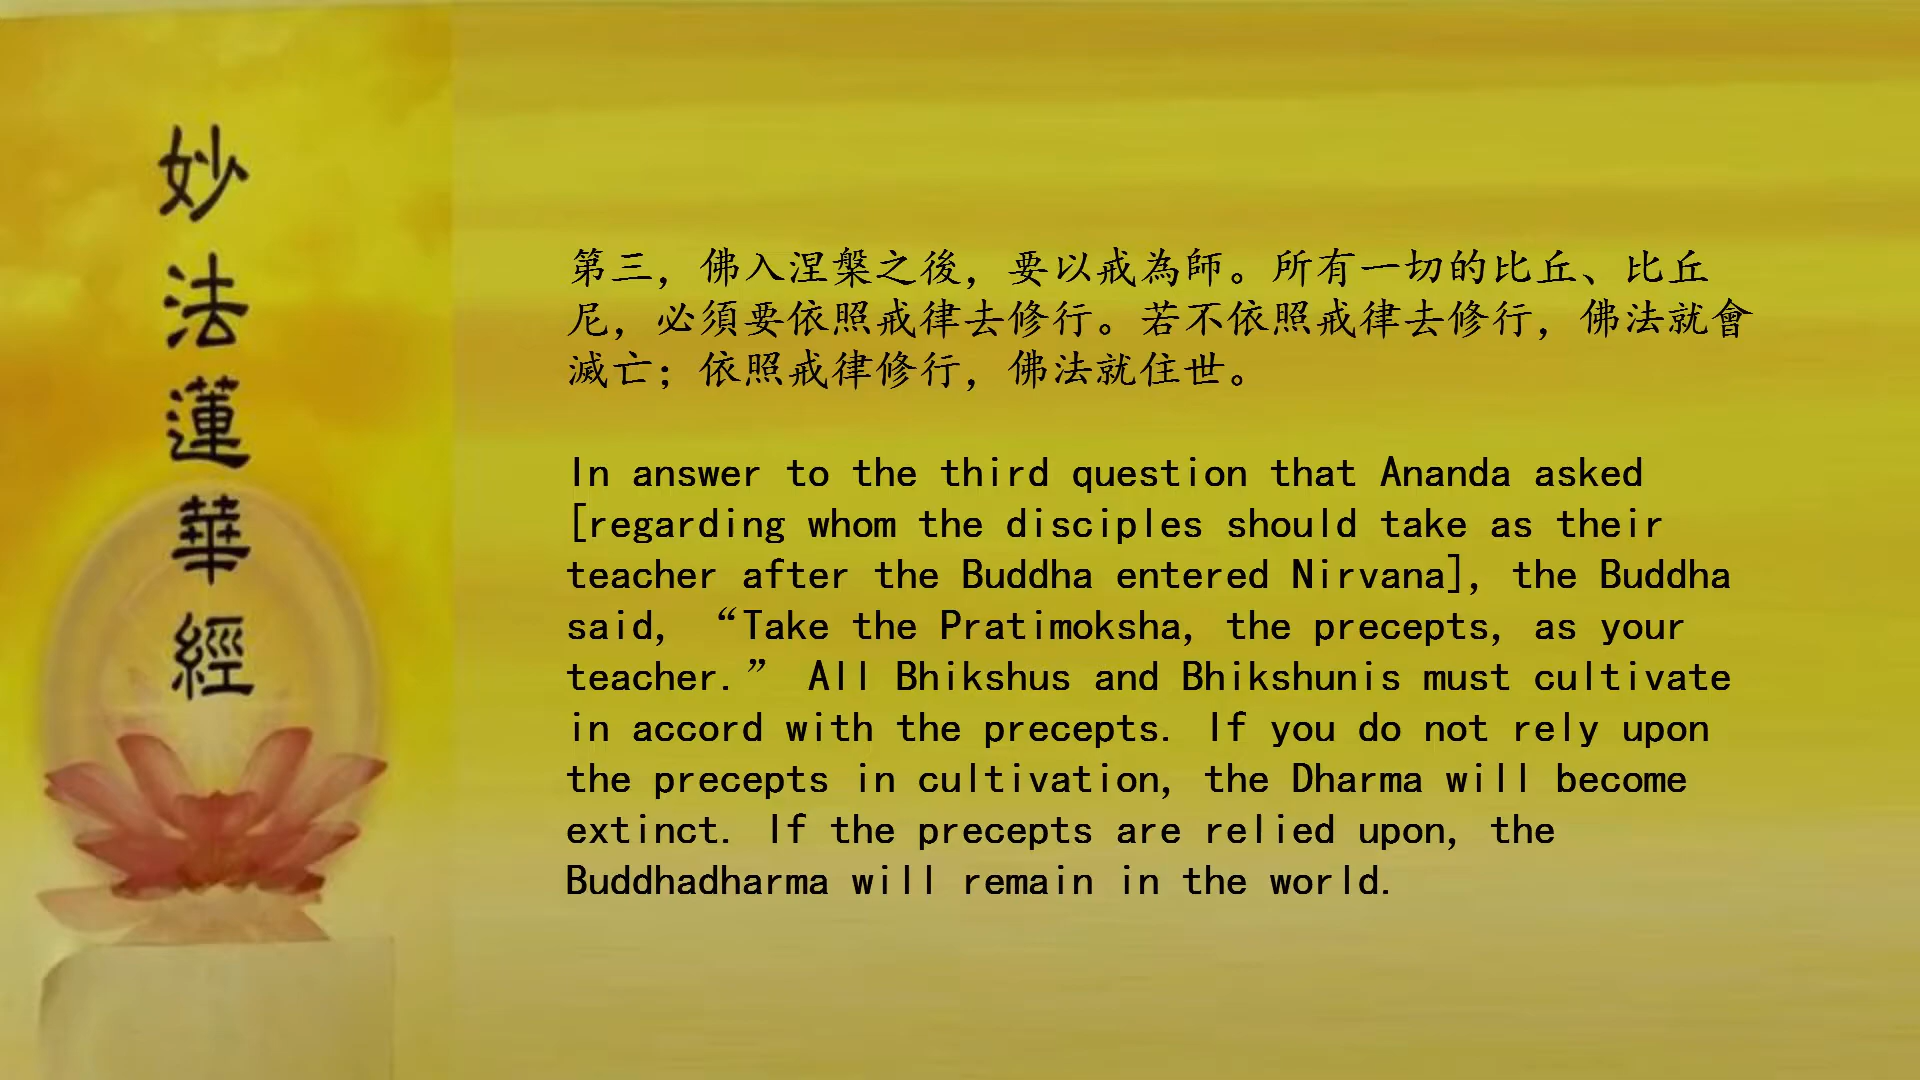 妙法蓮華經
第三，佛入涅槃之後，要以戒為師。所有一切的比丘、比丘
尼，必須要依照戒律去修行。若不依照戒律去修行，佛法就會
滅亡；依照戒律修行，佛法就住世。
In answer to the third question that Ananda asked
[regarding whom the disciples should take as their
teacher after the Buddha entered Nirvana], the Buddha
said, “Take the Pratimoksha, the precepts, as your
teacher.” All Bhikshus and Bhikshunis must cultivate
in accord with the precepts. If you do not rely upon
the precepts in cultivation, the Dharma will become
extinct. If the precepts are relied upon, the
Buddhadharma will remain in the world.